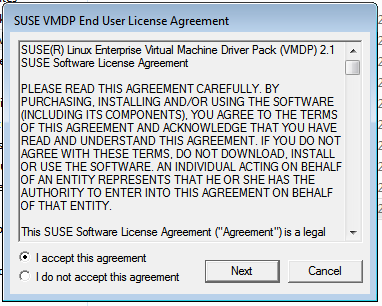 SUSE VMDP End User License Agreement
SUSE(R) Linux Enterprise Virtual Machine Driver Pack (VMDP) 2.1
SUSE Software License Agreement
PLEASE READ THIS AGREEMENT CAREFULLY. BY
PURCHASING, INSTALLING AND/OR USING THE SOFTWARE
(INCLUDING ITS COMPONENTS), YOU AGREE TO THE TERMS
OF THIS AGREEMENT AND ACKNOWLEDGE THAT YOU HAVE
READ AND UNDERSTAND THIS AGREEMENT. IF YOU DO NOT
AGREE WITH THESE TERMS, DO NOT DOWNLOAD, INSTALL
OR USE THE SOFTWARE. AN INDIVIDUAL ACTING ON BEHALF
OF AN ENTITY REPRESENTS THAT HE OR SHE HAS THE
AUTHORITY TO ENTER INTO THIS AGREEMENT ON BEHALF
OF THAT ENTITY.
This SUSE Software License Agreement ("Agreement") is a legal
I accept this agreement
I do not accept this agreement
Next
Cancel